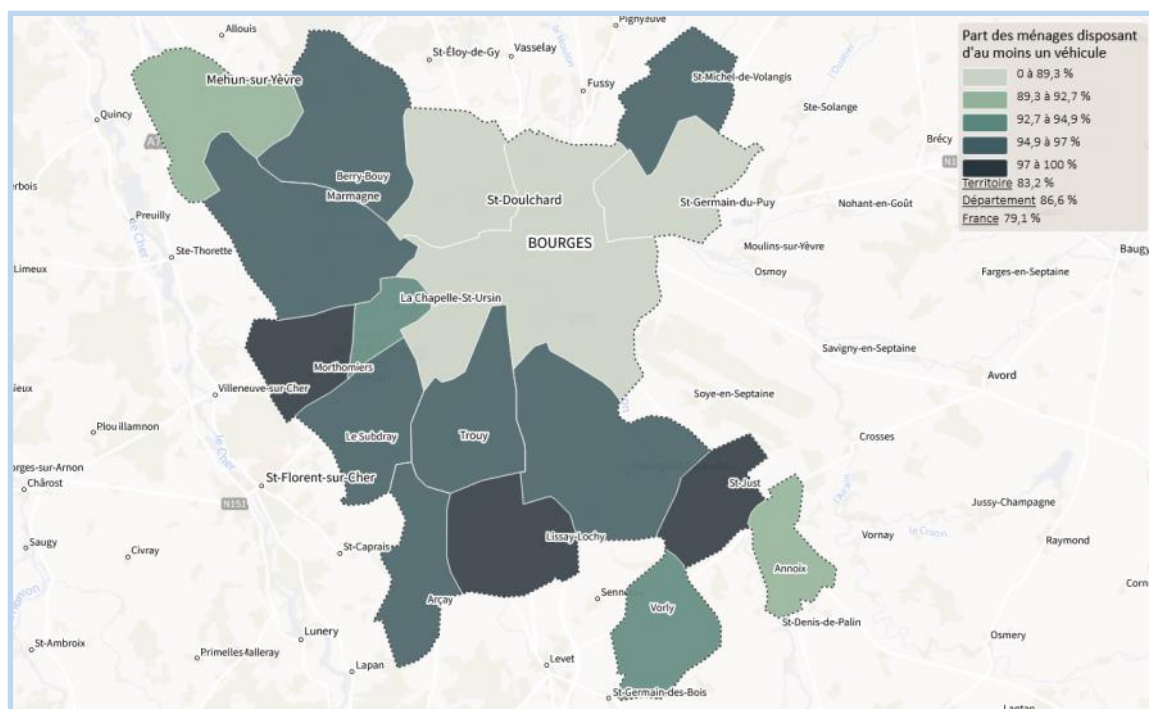 Part des ménages disposant
d'au moins un véhicule
0 à 89,3 %
89,3 à 92,7 %
92,7 à 94,9 %
94,9 à 97 %
97 à 100 %
Territoire 83,2 %
Département 86,6 %
France 79,1 %
Allouis
Pignyauve
St-Éloy-de-Gy
Vasselay
Mehun-sur-Yèvre
Fussy
St-Michel-de-Volangis
Ste-Solange
Quincy
Brécy
Berry-Bouy
Marmagne
St-Doulchard
St-Germain-du-Puy
Nohant-en-Goût
Preuilly
le Cher
Ste-Thorette
BOURGES
Moulins-sur-Yèvre
Baugy
Limeux
Osmoy
Farges-en-Septaine
La Chapelle-St-Ursin
Savigny-en-Septaine
Morthomiers
Villeneuve-sur-Cher
Avord
Soye-en-Septaine
Plouillamnon
le Cher
Le Subdray
Trouy
Crosses
St-Florent-sur-Cher
Chârost
St-Just
N151
Jussy-Champagne
Lissay-Lochy
Vornay
Raymond
Saugy
Civray
St-Caprais
Annoix
Arçay
Vorly
St-Denis-de-Palin
Lunery
Osmery
St-Ambroix
Primelles
Lapan
Levet
St-Germain-des-Bois